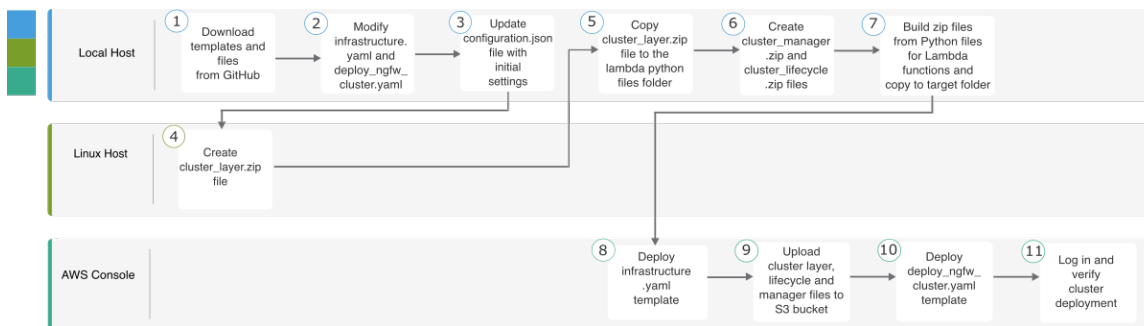 Local Host
1
Download
templates and
files
from GitHub
2
Modify
infrastructure.
yaml and
deploy_ngfw_
cluster.yaml
3
Update
configuration.json
file with
initial
settings
5
Copy
cluster_layer.zip
file to the
lambda python
files folder
6
Create
cluster_manager
.zip and
cluster_lifecycle
.zip files
7
Build zip files
from Python files
for Lambda
functions and
copy to target folder
Linux Host
4
Create
cluster_layer.zip
file
AWS Console
8
Deploy
infrastructure
.yaml
template
9
Upload
cluster layer,
lifecycle and
manager files to
S3 bucket
10
Deploy
deploy_ngfw_
cluster.yaml
template
11
Log in and
verify
cluster
deployment